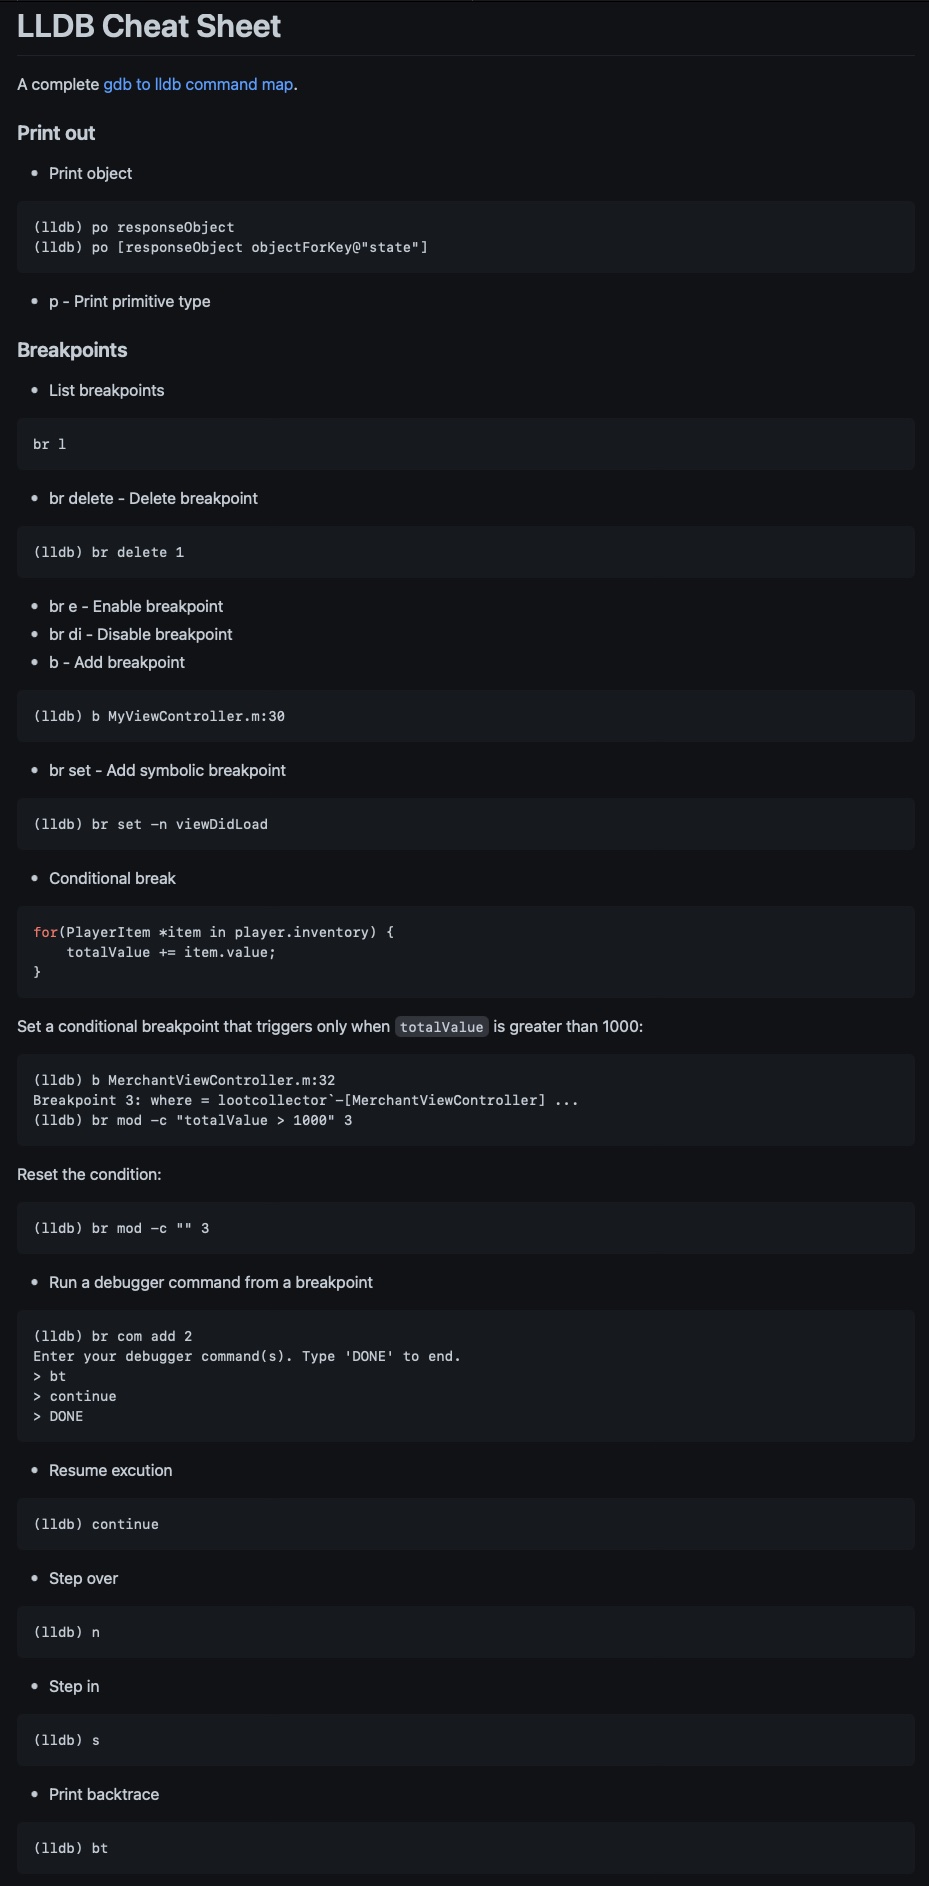 LLDB Cheat Sheet
A complete gdb to lldb command map.
Print out
• Print object
(lldb) po responseObject
(lldb) po [responseObject objectForKey@"state"]
• p - Print primitive type
Breakpoints
• List breakpoints
br l
• br delete - Delete breakpoint
(lldb) br delete 1
• br e - Enable breakpoint
• br di - Disable breakpoint
• b - Add breakpoint
(lldb) b MyViewController.m:30
• br set - Add symbolic breakpoint
(lldb) br set -n viewDidLoad
• Conditional break
for(PlayerItem *item in player.inventory) {
    totalValue += item.value;
}
Set a conditional breakpoint that triggers only when totalValue is greater than 1000:
(lldb) b MerchantViewController.m:32
Breakpoint 3: where = lootcollector`-[MerchantViewController] ...
(lldb) br mod -c "totalValue > 1000" 3
Reset the condition:
(lldb) br mod -c "" 3
• Run a debugger command from a breakpoint
(lldb) br com add 2
Enter your debugger command(s). Type 'DONE' to end.
> bt
> continue
> DONE
• Resume excution
(lldb) continue
• Step over
(lldb) n
• Step in
(lldb) s
• Print backtrace
(lldb) bt